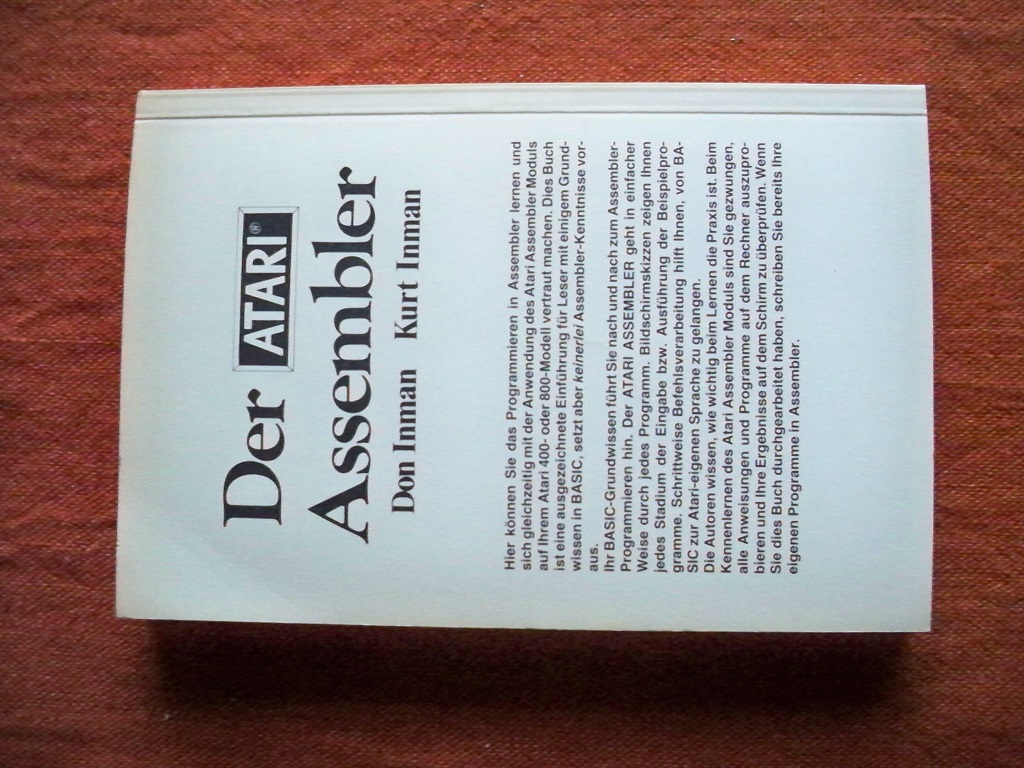 Der ATARI®
Assembler
Don Inman Kurt Inman
Hier können Sie das Programmieren in Assembler lernen und
sich gleichzeitig mit der Anwendung des Atari Assembler Moduls
auf Ihrem Atari 400- oder 800-Modell vertraut machen. Dies Buch
ist eine ausgezeichnete Einführung für Leser mit einigem Grund-
wissen in BASIC, setzt aber keinerlei Assembler-Kenntnisse vor-
aus.
Ihr BASIC-Grundwissen führt Sie nach und nach zum Assembler-
Programmieren hin. Der ATARI ASSEMBLER geht in einfacher
Weise durch jedes Programm. Bildschirmskizzen zeigen Ihnen
jedes Stadium der Eingabe bzw. Ausführung der Beispielpro-
gramme. Schrittweise Befehlsverarbeitung hilft Ihnen, von BA-
SIC zur Atari-eigenen Sprache zu gelangen.
Die Autoren wissen, wie wichtig beim Lernen die Praxis ist. Beim
Kennenlernen des Atari Assembler Moduls sind Sie gezwungen,
alle Anweisungen und Programme auf dem Rechner auszupro-
bieren und Ihre Ergebnisse auf dem Schirm zu überprüfen. Wenn
Sie dies Buch durchgearbeitet haben, schreiben Sie bereits Ihre
eigenen Programme in Assembler.